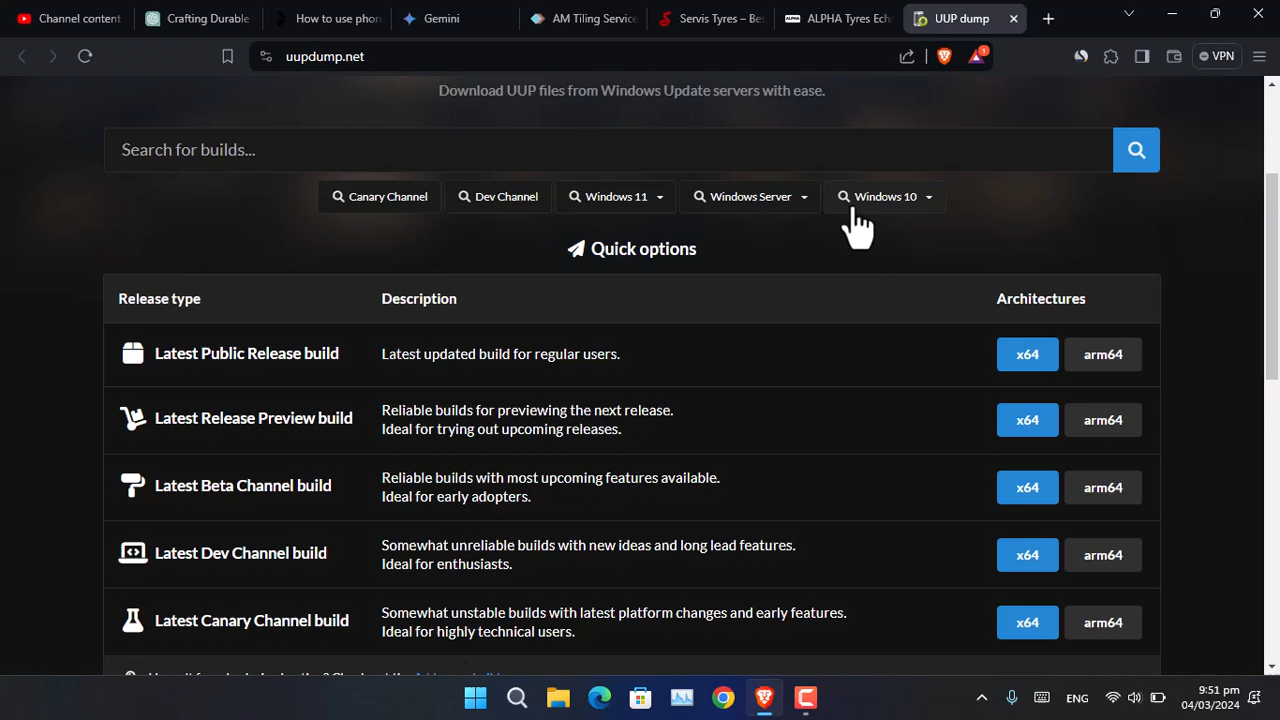 Channel content
Crafting Durable
How to use phon
Gemini
AM Tiling Service
Servis Tyres – Bes
ALPHA Tyres Ech
UUP dump
uupdump.net
1
VPN
Download UUP files from Windows Update servers with ease.
Search for builds...
Canary Channel
Dev Channel
Windows 11
Windows Server
Windows 10
Quick options
Release type
Description
Architectures
Latest Public Release build
Latest updated build for regular users.
x64
arm64
Latest Release Preview build
Reliable builds for previewing the next release.
Ideal for trying out upcoming releases.
x64
arm64
Latest Beta Channel build
Reliable builds with most upcoming features available.
Ideal for early adopters.
x64
arm64
Latest Dev Channel build
Somewhat unreliable builds with new ideas and long lead features.
Ideal for enthusiasts.
x64
arm64
Latest Canary Channel build
Somewhat unstable builds with latest platform changes and early features.
Ideal for highly technical users.
x64
arm64
ENG
9:51 pm
04/03/2024